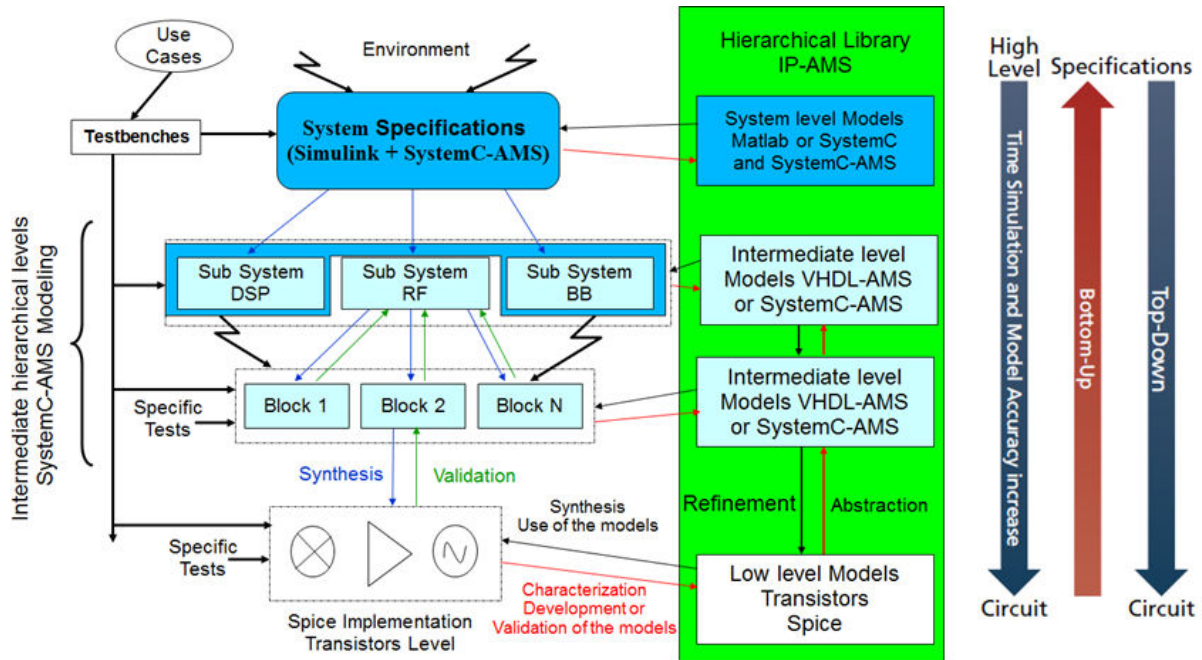 Use
Cases
Environment
Testbenches
System Specifications
(Simulink + SystemC-AMS)
Hierarchical Library
IP-AMS
System level Models
Matlab or SystemC
and SystemC-AMS
High
Level
Specifications
Intermediate hierarchical levels
SystemC-AMS Modeling
Sub System
DSP
Sub System
RF
Sub System
BB
Intermediate level
Models VHDL-AMS
or SystemC-AMS
Block 1
Block 2
Block N
Specific
Tests
Intermediate level
Models VHDL-AMS
or SystemC-AMS
Synthesis
Validation
Refinement
Abstraction
Synthesis
Use of the models
Specific
Tests
Characterization
Development or
Validation of the models
Low level Models
Transistors
Spice
Spice Implementation
Transistors Level
Time Simulation and Model Accuracy increase
Bottom-Up
Top-Down
Circuit
Circuit